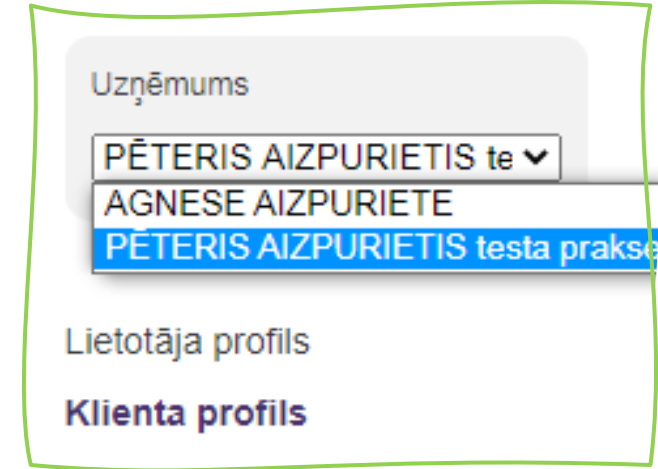 Uzņēmums
PĒTERIS AIZPURIETIS te
AGNESE AIZPURIETE
PĒTERIS AIZPURIETIS testa prakse
Lietotāja profils
Klienta profils